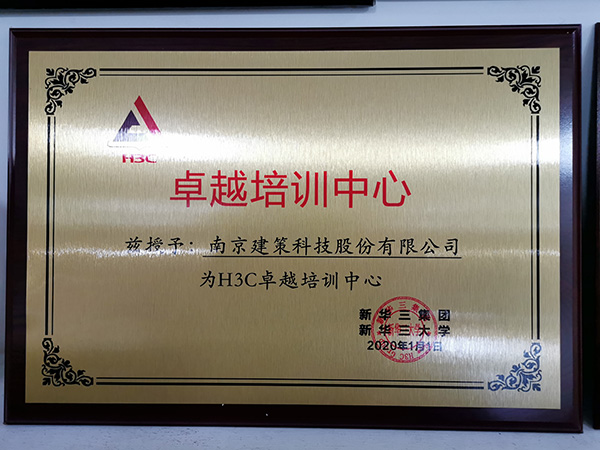 H3C
卓越培训中心
兹授予：南京建策科技股份有限公司
为H3C卓越培训中心
新华三集团
新华三大学
2020年1月1日